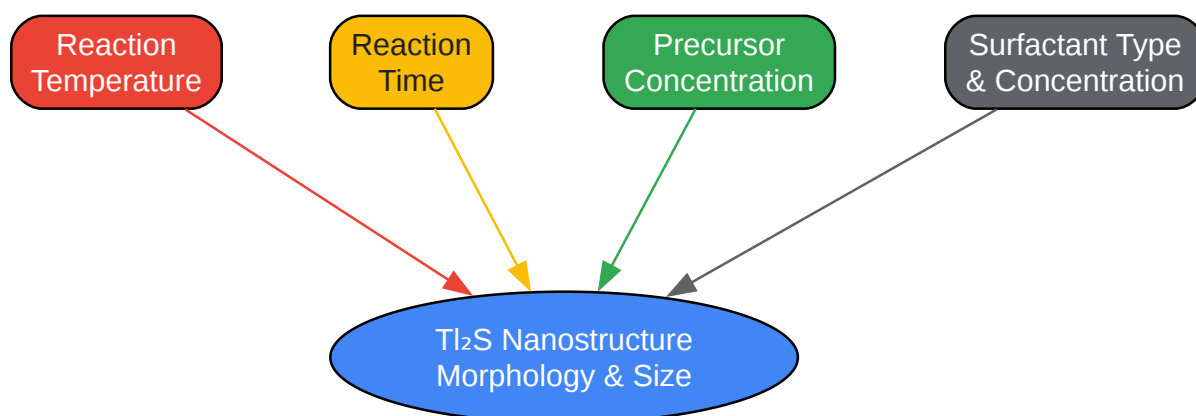 Reaction
Temperature
Reaction
Time
Precursor
Concentration
Surfactant Type
& Concentration
Tl₂S Nanostructure
Morphology & Size